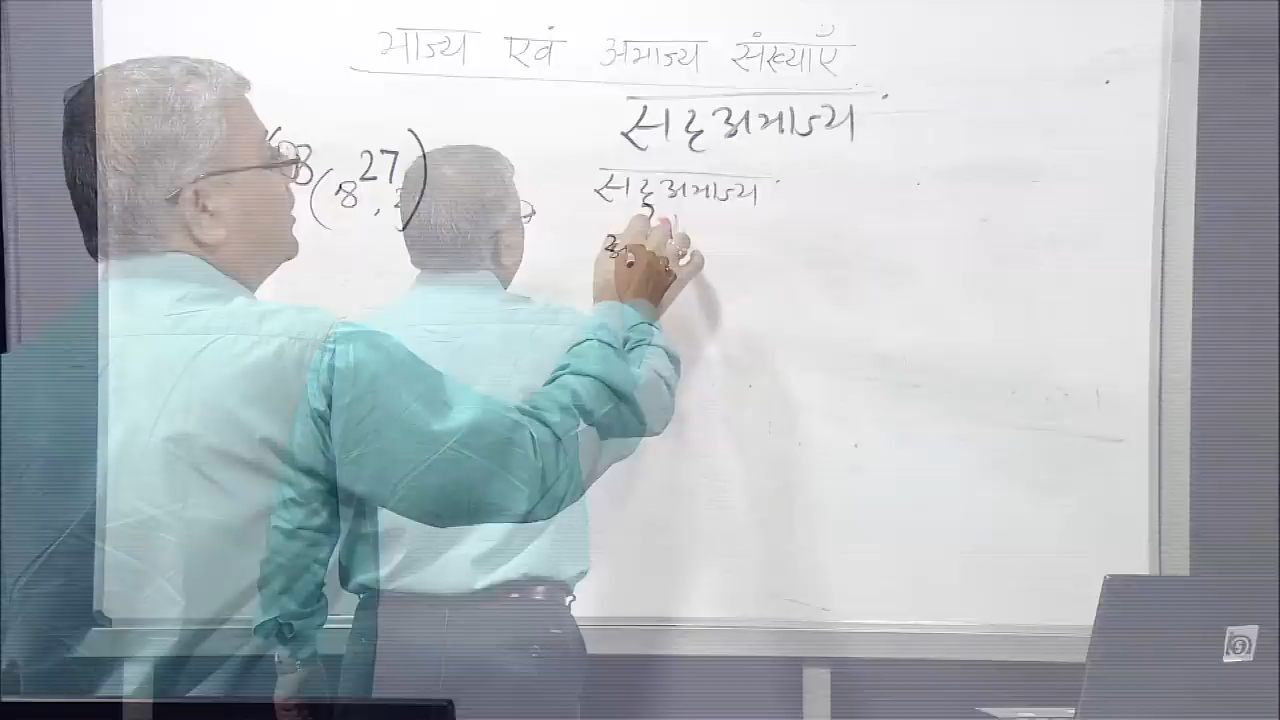 भाज्य एवं अभाज्य संख्याएँ
सह अभाज्य
सह अभाज्य
(8, 27)